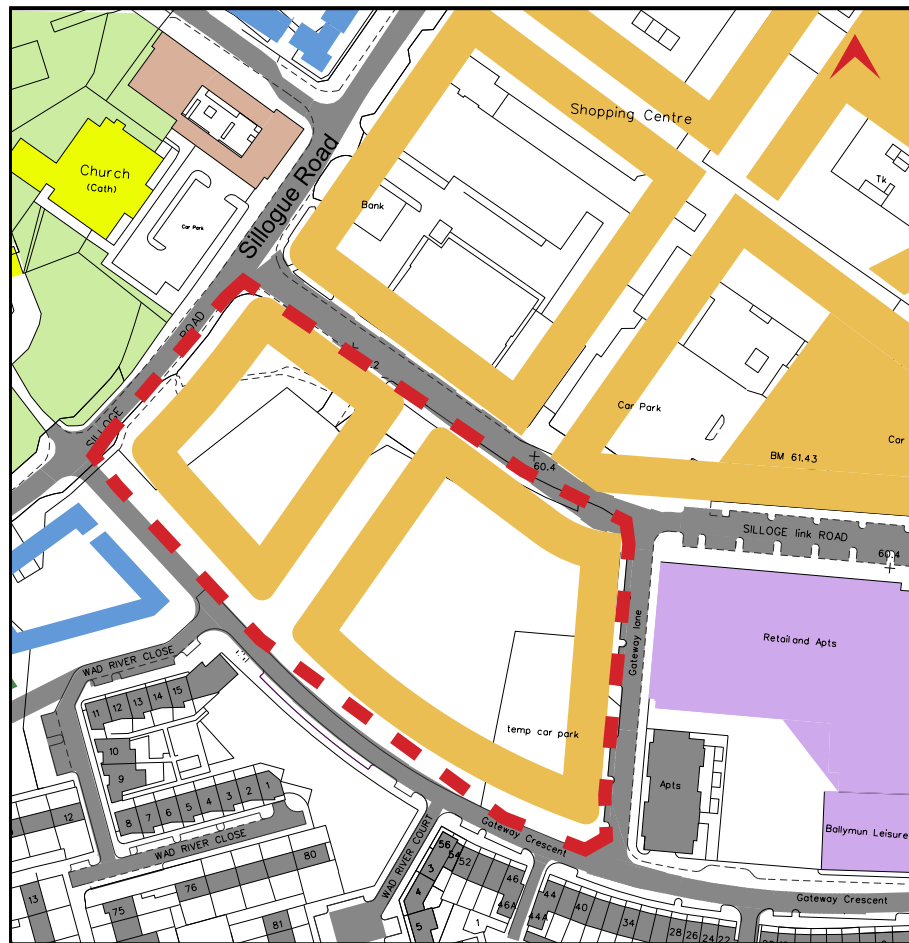 Shopping Centre
Church
(Cath)
Car Park
Sillogue Road
Bank
Tk
ROAD
SILLOGE
Car Park
Car
BM 61.43
60.4
SILLOGE link ROAD
60.4
Gateway lane
Retail and Apts
temp car park
Apts
Ballymun Leisure
WAD RIVER CLOSE
11
12
13
14
15
10
9
8
7
6
5
4
3
2
1
12
WAD RIVER CLOSE
80
76
75
81
13
WAD RIVER COURT
Gateway Crescent
56
54
52
3
4
5
46
46A
1
44
44A
40
34
28
26
24
22
Gateway Crescent